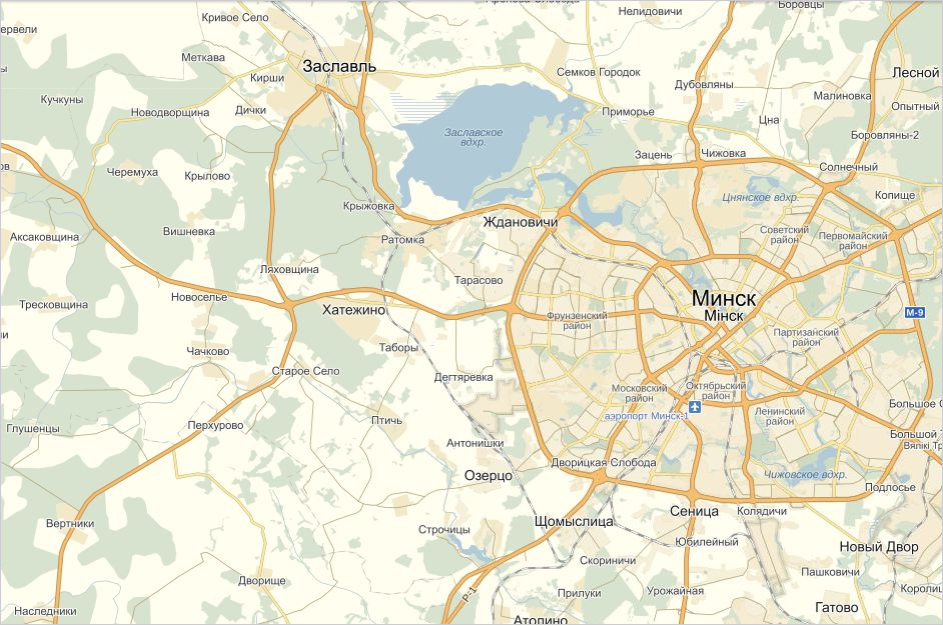 Кривое Село
Нелидовичи
Боровцы
Меткава
Заславль
Кирши
Семков Городок
Лесной
Дубовляны
Кучкуны
Новодворщина
Дички
Приморье
Малиновка
Опытный
Цна
Заславское
вдхр.
Боровляны-2
Зацень
Чижовка
Солнечный
Черемуха
Крылово
Копище
Цнянское вдхр.
Крыжовка
Ждановичи
Вишневка
Аксаковщина
Ратомка
Советский
район
Первомайский
район
Ляховщина
Тарасово
Новоселье
Минск
Мінск
Тресковщина
Хатежино
М-9
Фрунзенский
район
Партизанский
район
Чачково
Таборы
Старое Село
Дегтяревка
Московский
район
Октябрьский
район
Большое С
аэропорт Минск-1
Ленинский
район
Птичь
Глушенцы
Перхурово
Большой Т
Вялікі Тр
Антонишки
Дворицкая Слобода
Озерцо
Чижовское вдхр.
Подлосье
Сеница
Колядичи
Вертники
Щомыслица
Строчицы
Юбилейный
Новый Двор
Скориничи
Пашковичи
Дворище
Р-1
Прилуки
Урожайная
Королищ
Наследники
Гатово
Атолино